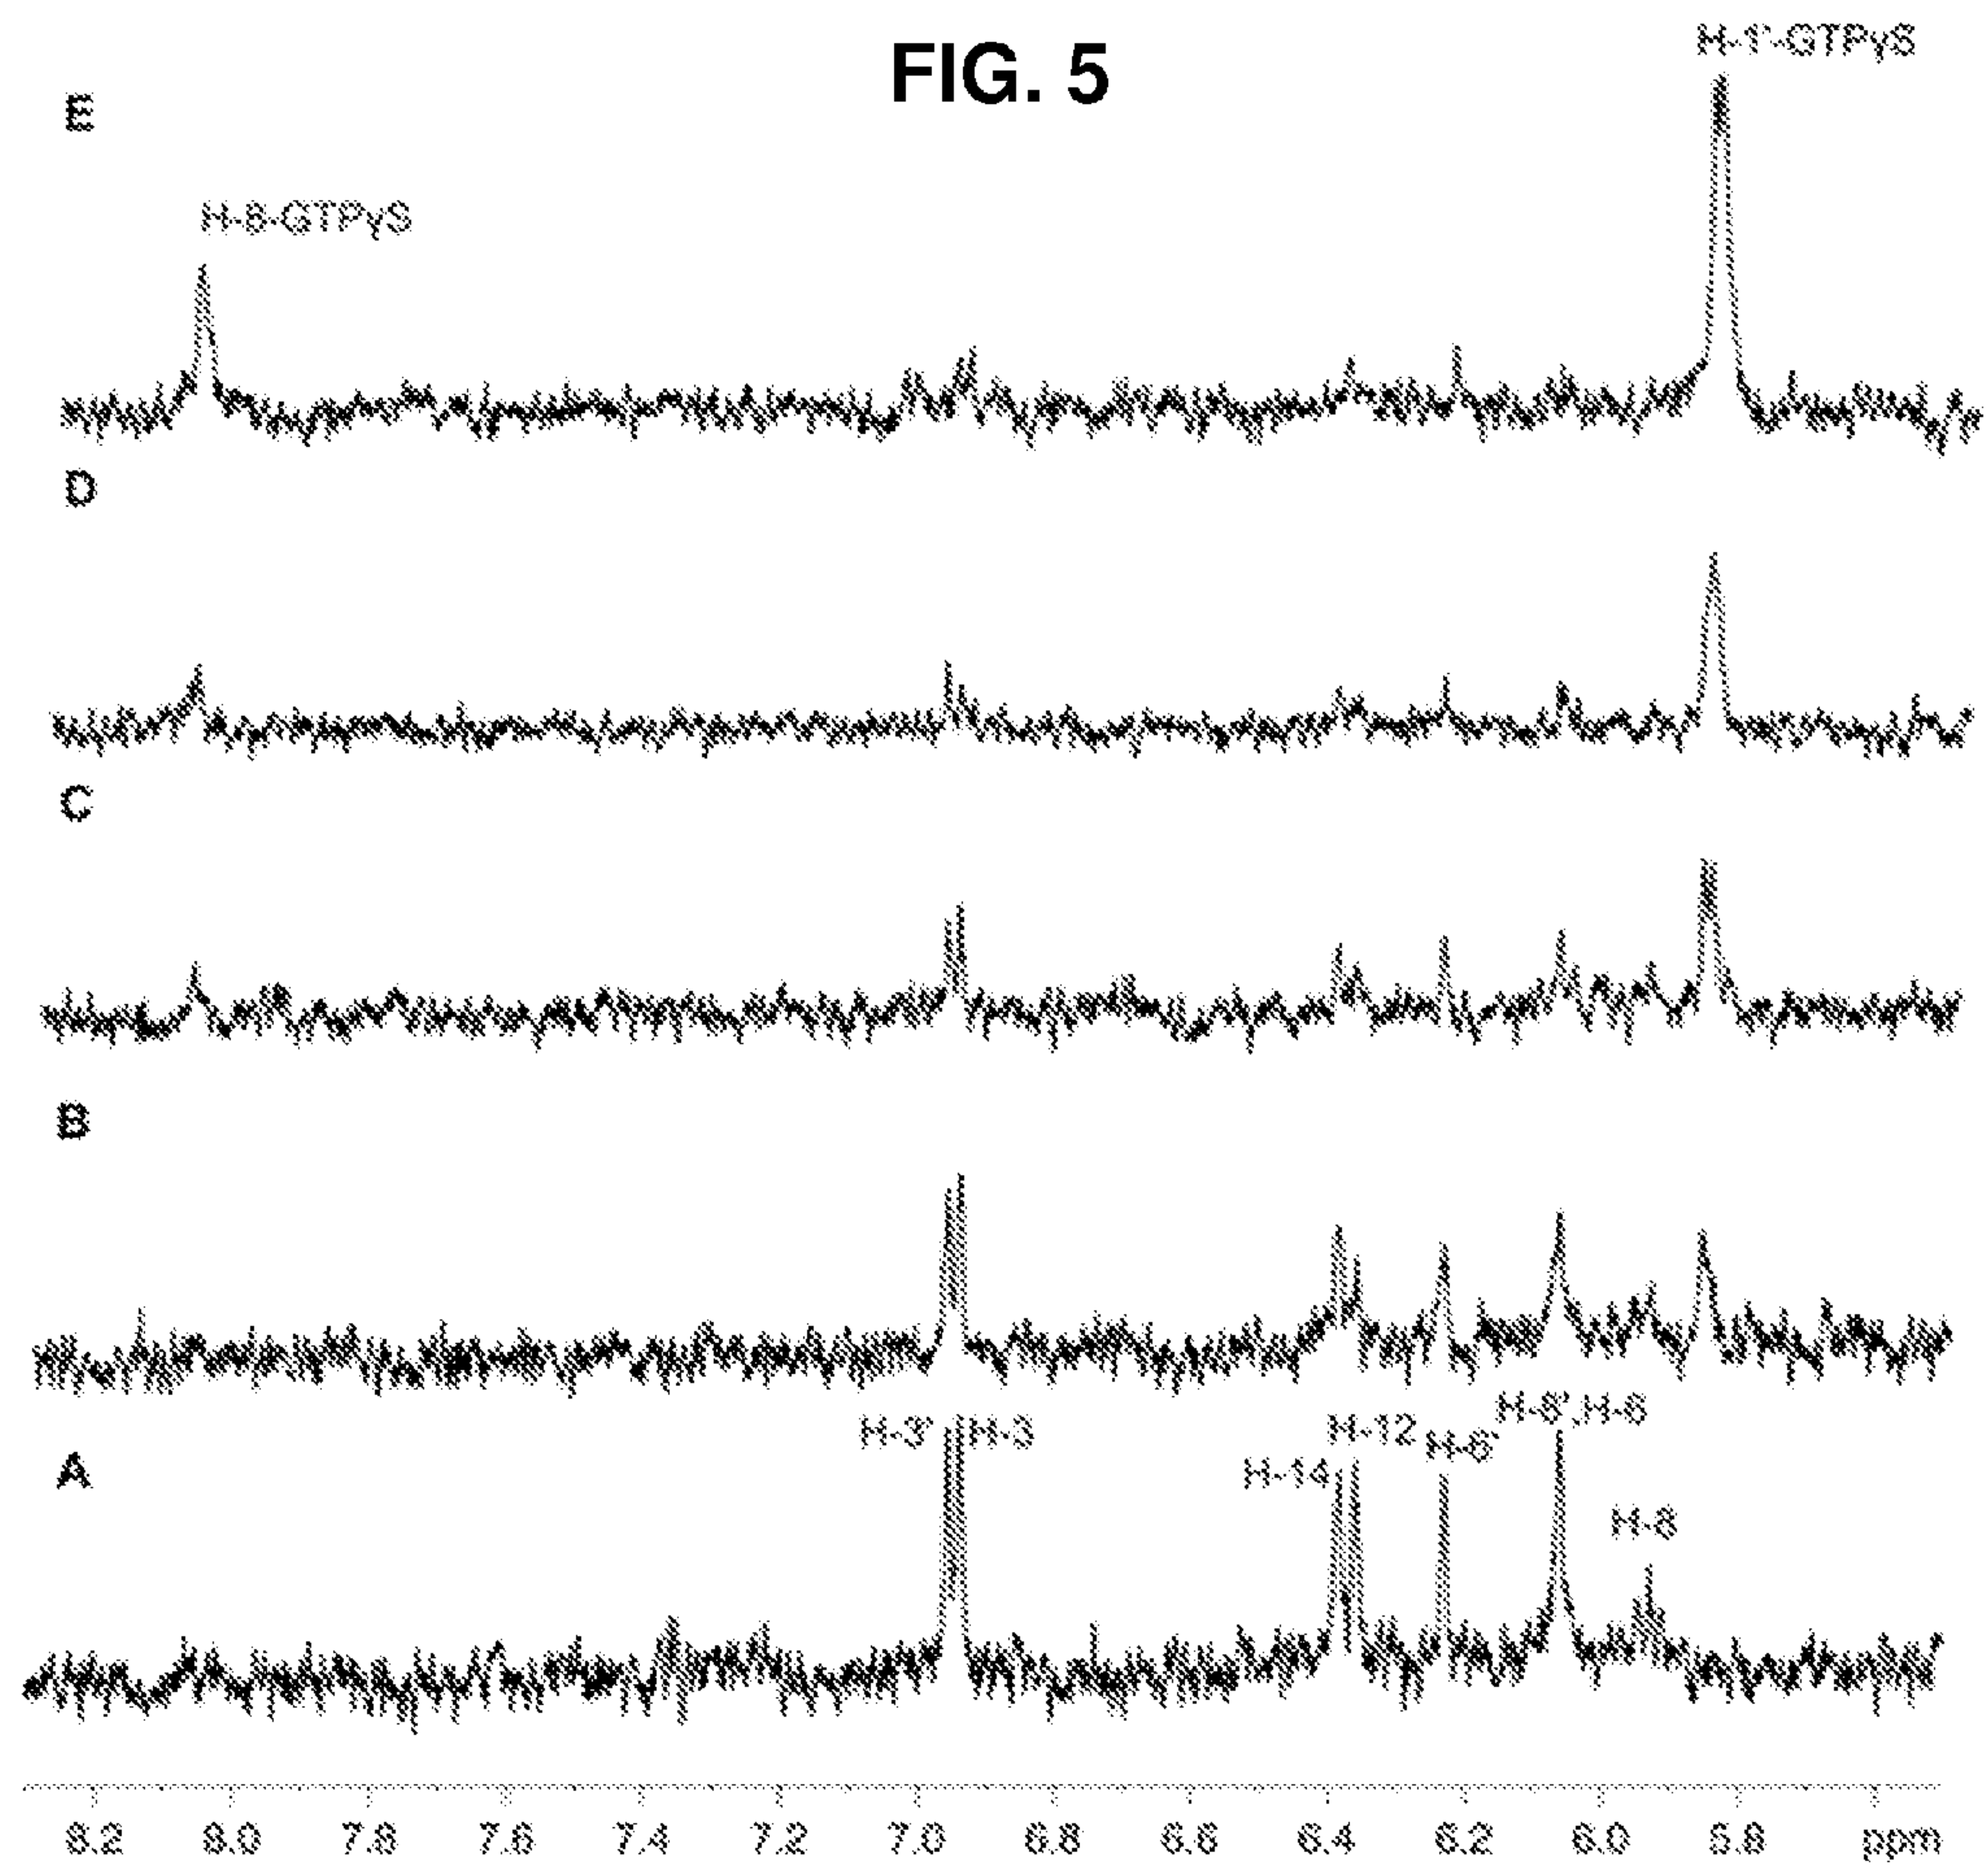 FIG. 5
H-1'-GTPγS
E
H-8-GTPγS
D
C
B
H-3' H-3 H-12 H-6' H-8',H-6
A
H-14
H-8
8.2 8.0 7.8 7.6 7.4 7.2 7.0 6.8 6.6 6.4 6.2 6.0 5.8 ppm